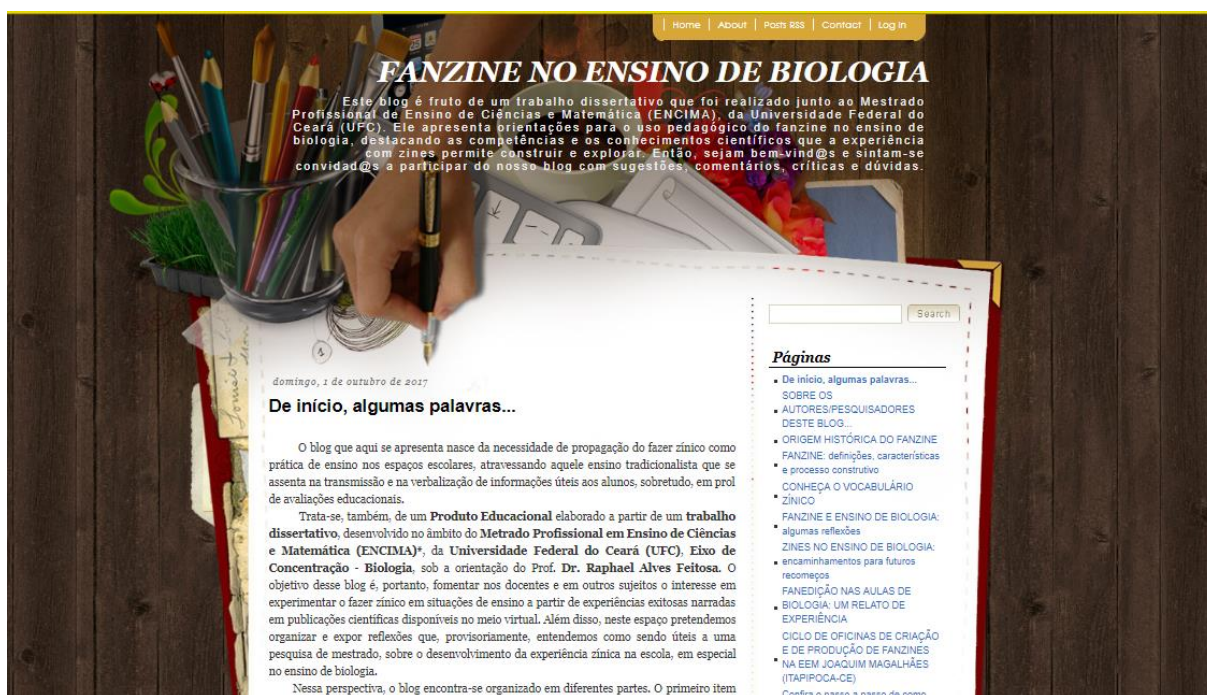 Home | About | Posts RSS | Contact | Log In
FANZINE NO ENSINO DE BIOLOGIA
Este blog é fruto de um trabalho dissertativo que foi realizado junto ao Mestrado
Profissional de Ensino de Ciências e Matemática (ENCIMA), da Universidade Federal do
Ceará (UFC). Ele apresenta orientações para o uso pedagógico do fanzine no ensino de
biologia, destacando as competências e os conhecimentos científicos que a experiência
com zines permite construir e explorar. Então, sejam bem-vind@s e sintam-se
convidad@s a participar do nosso blog com sugestões, comentários, críticas e dúvidas.
domingo, 1 de outubro de 2017
De início, algumas palavras...
O blog que aqui se apresenta nasce da necessidade de propagação do fazer zínico como
prática de ensino nos espaços escolares, atravessando aquele ensino tradicionalista que se
assenta na transmissão e na verbalização de informações úteis aos alunos, sobretudo, em prol
de avaliações educacionais.
Trata-se, também, de um Produto Educacional elaborado a partir de um trabalho
dissertativo, desenvolvido no âmbito do Metrado Profissional em Ensino de Ciências
e Matemática (ENCIMA)*, da Universidade Federal do Ceará (UFC), Eixo de
Concentração - Biologia, sob a orientação do Prof. Dr. Raphael Alves Feitosa. O
objetivo desse blog é, portanto, fomentar nos docentes e em outros sujeitos o interesse em
experimentar o fazer zínico em situações de ensino a partir de experiências exitosas narradas
em publicações científicas disponíveis no meio virtual. Além disso, neste espaço pretendemos
organizar e expor reflexões que, provisoriamente, entendemos como sendo úteis a uma
pesquisa de mestrado, sobre o desenvolvimento da experiência zínica na escola, em especial
no ensino de biologia.
Nessa perspectiva, o blog encontra-se organizado em diferentes partes. O primeiro item
Search
Páginas
De início, algumas palavras...
SOBRE OS
AUTORES/PESQUISADORES
DESTE BLOG...
ORIGEM HISTÓRICA DO FANZINE
FANZINE: definições, características
e processo construtivo
CONHEÇA O VOCABULÁRIO
ZÍNICO
FANZINE E ENSINO DE BIOLOGIA:
algumas reflexões
ZINES NO ENSINO DE BIOLOGIA:
encaminhamentos para futuros
recomeços
FANEDIÇÃO NAS AULAS DE
BIOLOGIA: UM RELATO DE
EXPERIÊNCIA
CICLO DE OFICINAS DE CRIAÇÃO
E DE PRODUÇÃO DE FANZINES
NA EEM JOAQUIM MAGALHÃES
(ITAPIPOCA-CE)
Confira o passo a passo de como